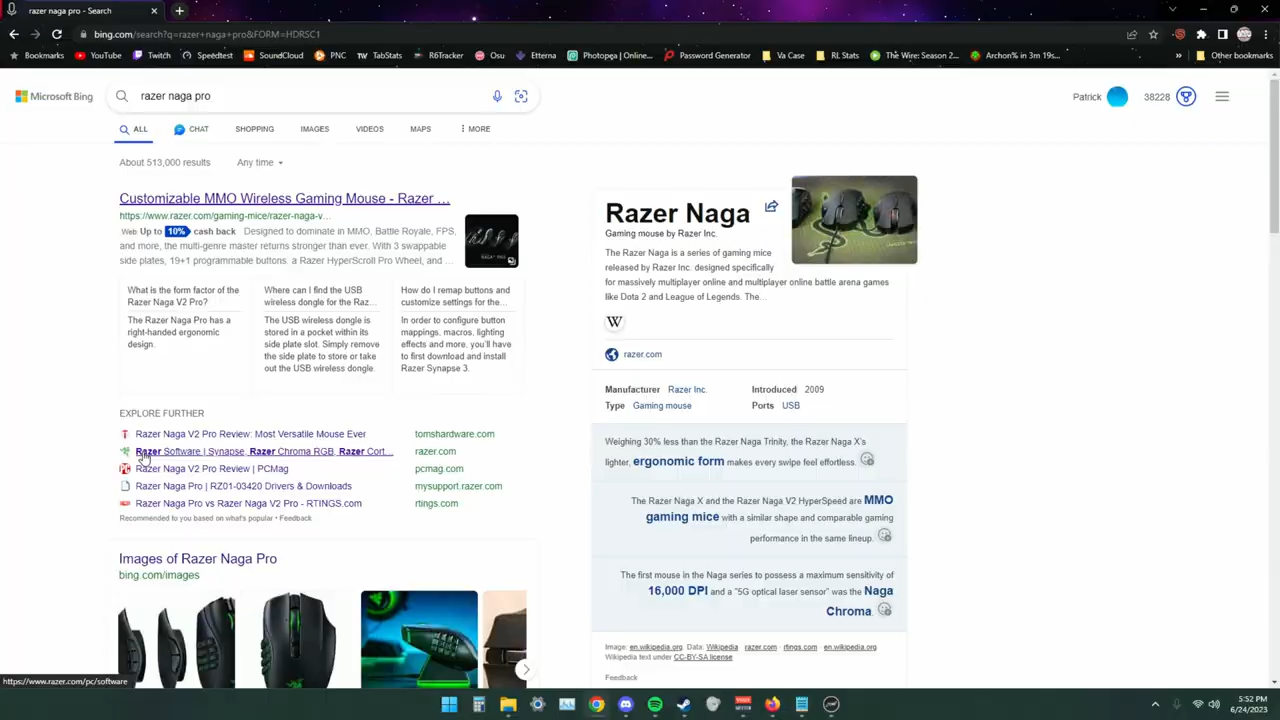 razer naga pro - Search
bing.com/search?q=razer+naga+pro&FORM=HDRSC1
Bookmarks YouTube Twitch Speedtest SoundCloud PNC TabStats R6Tracker Osu Etterna Photopea | Online... Password Generator Va Case RL Stats The Wire: Season 2... Archon% in 3m 19s... » Other bookmarks
Microsoft Bing
razer naga pro
Patrick
38228
ALL CHAT SHOPPING IMAGES VIDEOS MAPS MORE
About 513,000 results Any time
Customizable MMO Wireless Gaming Mouse - Razer ...
https://www.razer.com/gaming-mice/razer-naga-v...
Web Up to 10% cash back Designed to dominate in MMO, Battle Royale, FPS,
and more, the multi-genre master returns stronger than ever. With 3 swappable
side plates, 19+1 programmable buttons, a Razer HyperScroll Pro Wheel, and ...
What is the form factor of the
Razer Naga V2 Pro?
The Razer Naga Pro has a
right-handed ergonomic
design.
Where can I find the USB
wireless dongle for the Raz...
The USB wireless dongle is
stored in a pocket within its
side plate slot. Simply remove
the side plate to store or take
out the USB wireless dongle.
How do I remap buttons and
customize settings for the...
In order to configure button
mappings, macros, lighting
effects and more, you'll have
to first download and install
Razer Synapse 3.
EXPLORE FURTHER
Razer Naga V2 Pro Review: Most Versatile Mouse Ever tomshardware.com
Razer Software | Synapse, Razer Chroma RGB, Razer Cort... razer.com
Razer Naga V2 Pro Review | PCMag pcmag.com
Razer Naga Pro | RZ01-03420 Drivers & Downloads mysupport.razer.com
Razer Naga Pro vs Razer Naga V2 Pro - RTINGS.com rtings.com
Recommended to you based on what's popular • Feedback
Images of Razer Naga Pro
bing.com/images
Razer Naga
Gaming mouse by Razer Inc.
The Razer Naga is a series of gaming mice
released by Razer Inc. designed specifically
for massively multiplayer online and multiplayer online battle arena games
like Dota 2 and League of Legends. The...
W
razer.com
Manufacturer Razer Inc. Introduced 2009
Type Gaming mouse Ports USB
Weighing 30% less than the Razer Naga Trinity, the Razer Naga X's
lighter, ergonomic form makes every swipe feel effortless.
The Razer Naga X and the Razer Naga V2 HyperSpeed are MMO
gaming mice with a similar shape and comparable gaming
performance in the same lineup.
The first mouse in the Naga series to possess a maximum sensitivity of
16,000 DPI and a "5G optical laser sensor" was the Naga
Chroma.
Image: en.wikipedia.org Data: Wikipedia · razer.com · rtings.com · en.wikipedia.org
Wikipedia text under CC-BY-SA license
Feedback
https://www.razer.com/pc/software
5:52 PM
6/24/2023